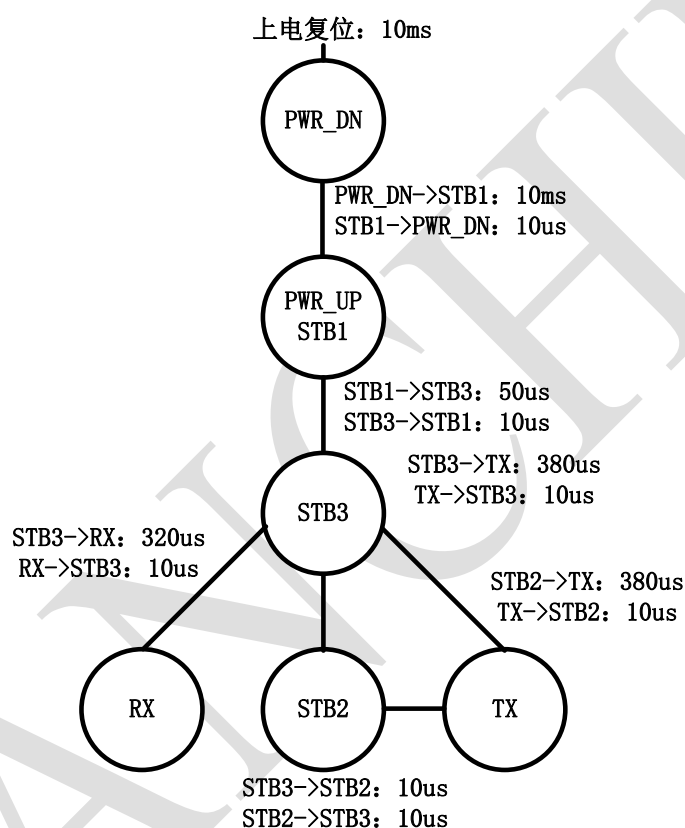 上电复位：10ms
PWR_DN
PWR_DN->STB1：10ms
STB1->PWR_DN：10us
PWR_UP
STB1
STB1->STB3：50us
STB3->STB1：10us
STB3->TX：380us
TX->STB3：10us
STB3
STB3->RX：320us
RX->STB3：10us
STB2->TX：380us
TX->STB2：10us
RX
STB2
TX
STB3->STB2：10us
STB2->STB3：10us